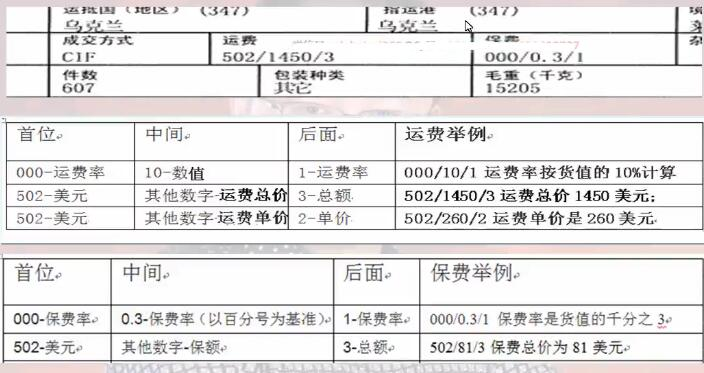 运抵国（地区） (347) 指运港 (347)
乌克兰 乌克兰
成交方式 运费 保费 杂
CIF 502/1450/3 000/0.3/1
件数 包装种类 毛重（千克）
607 其它 15205
首位 中间 后面 运费举例
000-运费率 10-数值 1-运费率 000/10/1 运费率按货值的 10%计算
502-美元 其他数字-运费总价 3-总额 502/1450/3 运费总价 1450 美元；
502-美元 其他数字-运费单价 2-单价 502/260/2 运费单价是 260 美元
首位 中间 后面 保费举例
000-保费率 0.3-保费率（以百分号为基准） 1-保费率 000/0.3/1 保费率是货值的千分之 3
502-美元 其他数字-保额 3-总额 502/81/3 保费总价为 81 美元